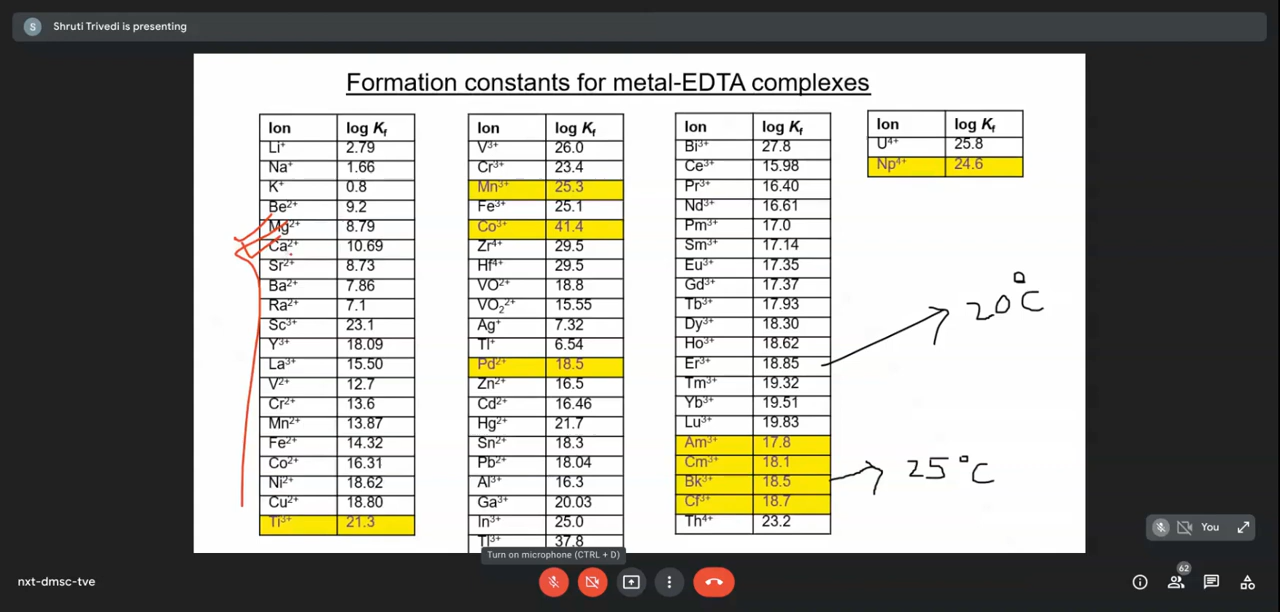 S Shruti Trivedi is presenting
Formation constants for metal-EDTA complexes
Ion log Kf
Li⁺ 2.79
Na⁺ 1.66
K⁺ 0.8
Be²⁺ 9.2
Mg²⁺ 8.79
Ca²⁺ 10.69
Sr²⁺ 8.73
Ba²⁺ 7.86
Ra²⁺ 7.1
Sc³⁺ 23.1
Y³⁺ 18.09
La³⁺ 15.50
V²⁺ 12.7
Cr²⁺ 13.6
Mn²⁺ 13.87
Fe²⁺ 14.32
Co²⁺ 16.31
Ni²⁺ 18.62
Cu²⁺ 18.80
Ti³⁺ 21.3
Ion log Kf
V³⁺ 26.0
Cr³⁺ 23.4
Mn³⁺ 25.3
Fe³⁺ 25.1
Co³⁺ 41.4
Zr⁴⁺ 29.5
Hf⁴⁺ 29.5
VO²⁺ 18.8
VO₂²⁺ 15.55
Ag⁺ 7.32
Tl⁺ 6.54
Pd²⁺ 18.5
Zn²⁺ 16.5
Cd²⁺ 16.46
Hg²⁺ 21.7
Sn²⁺ 18.3
Pb²⁺ 18.04
Al³⁺ 16.3
Ga³⁺ 20.03
In³⁺ 25.0
Tl³⁺ 37.8
Ion log Kf
Bi³⁺ 27.8
Ce³⁺ 15.98
Pr³⁺ 16.40
Nd³⁺ 16.61
Pm³⁺ 17.0
Sm³⁺ 17.14
Eu³⁺ 17.35
Gd³⁺ 17.37
Tb³⁺ 17.93
Dy³⁺ 18.30
Ho³⁺ 18.62
Er³⁺ 18.85
Tm³⁺ 19.32
Yb³⁺ 19.51
Lu³⁺ 19.83
Am³⁺ 17.8
Cm³⁺ 18.1
Bk³⁺ 18.5
Cf³⁺ 18.7
Th⁴⁺ 23.2
Ion log Kf
U⁴⁺ 25.8
Np⁴⁺ 24.6
20°C
25°C
You
Turn on microphone (CTRL + D)
nxt-dmsc-tve
62